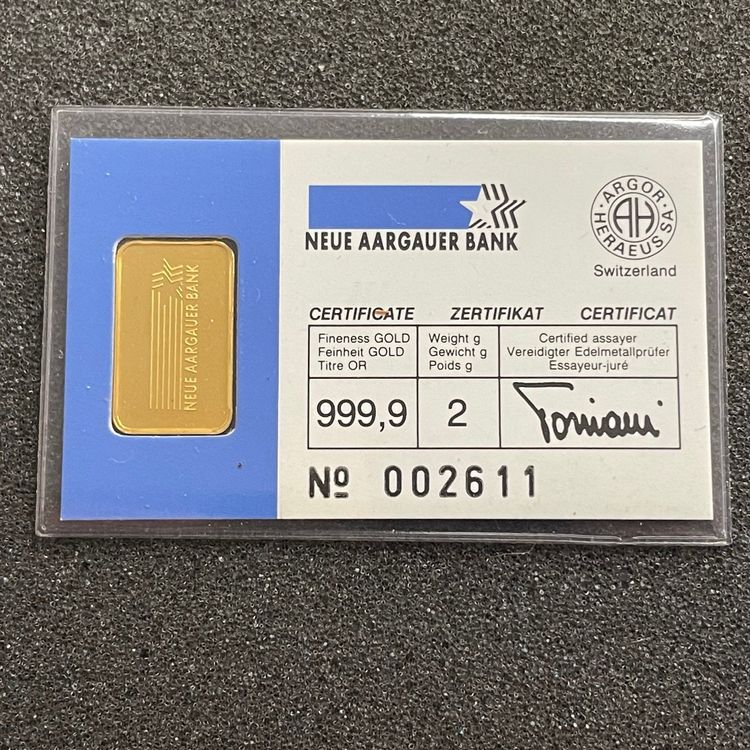 NEUE AARGAUER BANK
NEUE AARGAUER BANK
ARGOR·HERAEUS SA·
AH
Switzerland
CERTIFICATE ZERTIFIKAT CERTIFICAT
Fineness GOLD
Feinheit GOLD
Titre OR
Weight g
Gewicht g
Poids g
Certified assayer
Vereidigter Edelmetallprüfer
Essayeur-juré
999,9
2
Nº 002611